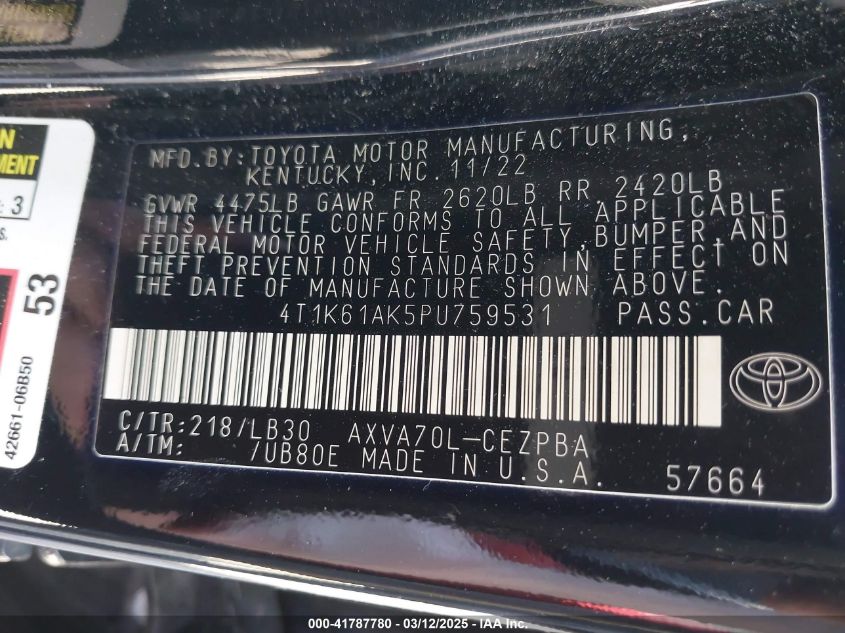 N
MENT
: 3
s.
53
42661-06B50
MFD.BY:TOYOTA MOTOR MANUFACTURING,
KENTUCKY,INC.11/22
GVWR 4475LB GAWR FR 2620LB RR 2420LB
THIS VEHICLE CONFORMS TO ALL APPLICABLE
FEDERAL MOTOR VEHICLE SAFETY,BUMPER,AND
THEFT PREVENTION STANDARDS IN EFFECT ON
THE DATE OF MANUFACTURE SHOWN ABOVE.
4T1K61AK5PU759531 PASS.CAR
C/TR:218/LB30 AXVA70L-CEZPBA
A/TM: /UB80E MADE IN U.S.A.
57664
000-41787780 - 03/12/2025 - IAA Inc.